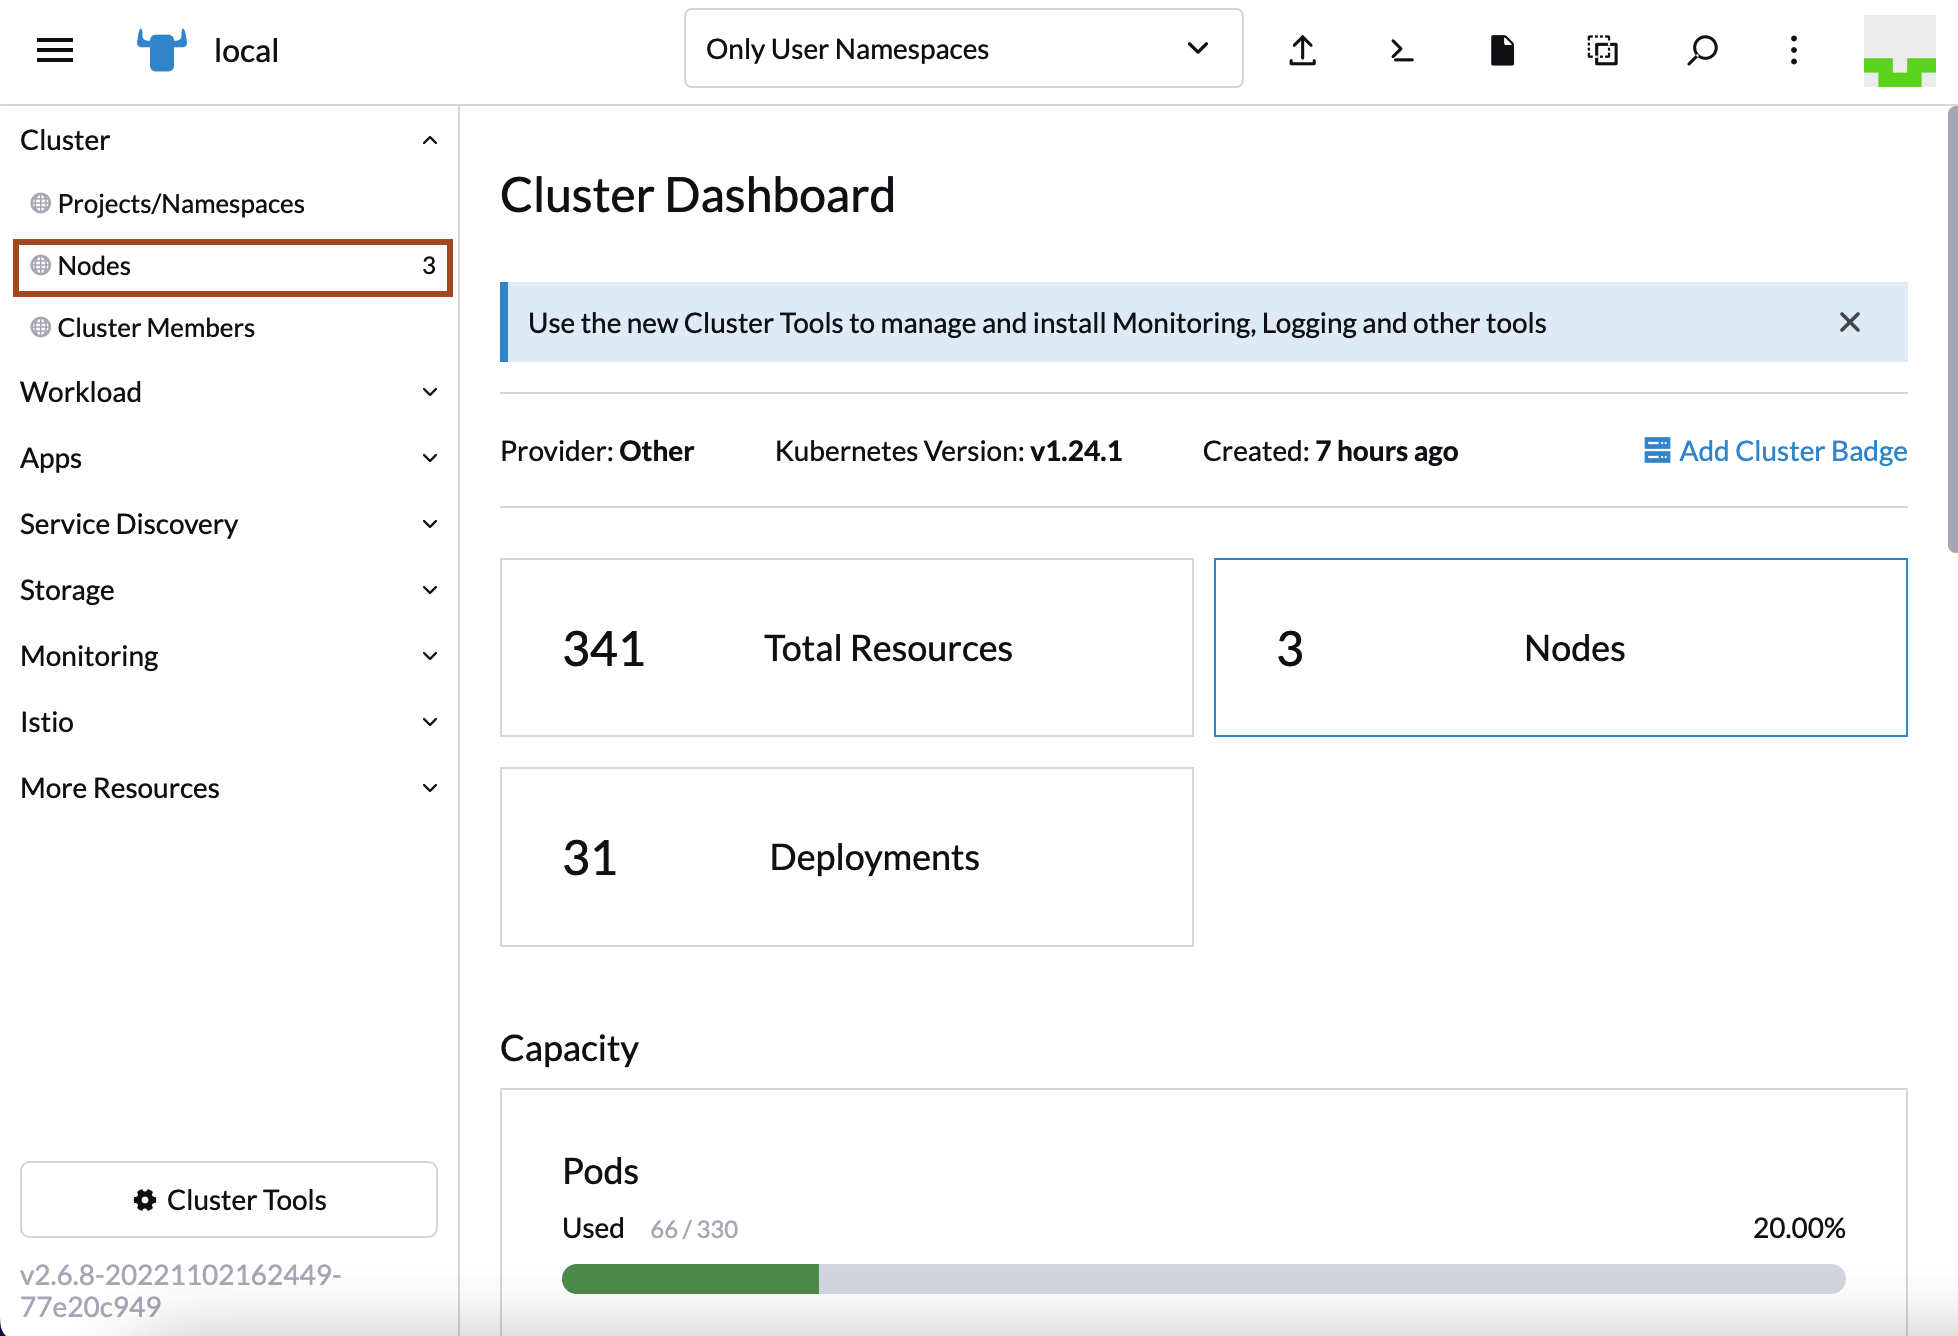 local
Only User Namespaces
Cluster
Projects/Namespaces
Nodes 3
Cluster Members
Workload
Apps
Service Discovery
Storage
Monitoring
Istio
More Resources
Cluster Tools
v2.6.8-20221102162449-
77e20c949
Cluster Dashboard
Use the new Cluster Tools to manage and install Monitoring, Logging and other tools
Provider: Other Kubernetes Version: v1.24.1 Created: 7 hours ago Add Cluster Badge
341 Total Resources
3 Nodes
31 Deployments
Capacity
Pods
Used 66 / 330 20.00%